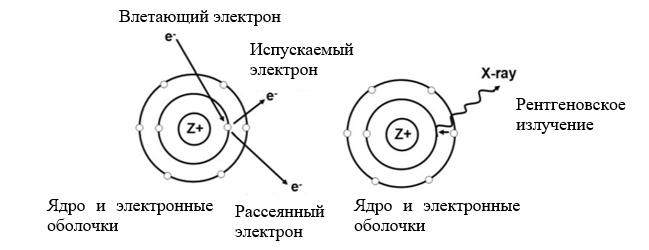 Влетающий электрон
e-
Испускаемый
электрон
e-
Z+
e-
Ядро и электронные
оболочки
Рассеянный
электрон
X-ray
Рентгеновское
излучение
Z+
Ядро и электронные
оболочки